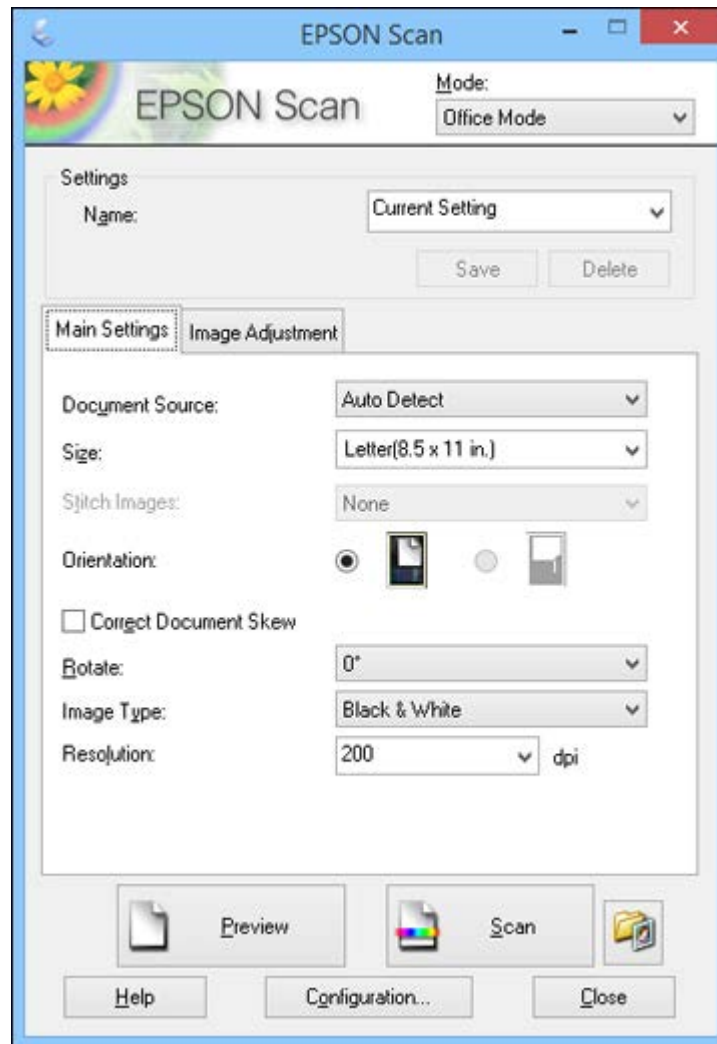 EPSON Scan
EPSON Scan
Mode:
Office Mode
Settings
Name:
Current Setting
Save Delete
Main Settings Image Adjustment
Document Source: Auto Detect
Size: Letter(8.5 x 11 in.)
Stitch Images: None
Orientation:
Correct Document Skew
Rotate: 0°
Image Type: Black & White
Resolution: 200 dpi
Preview Scan
Help Configuration... Close